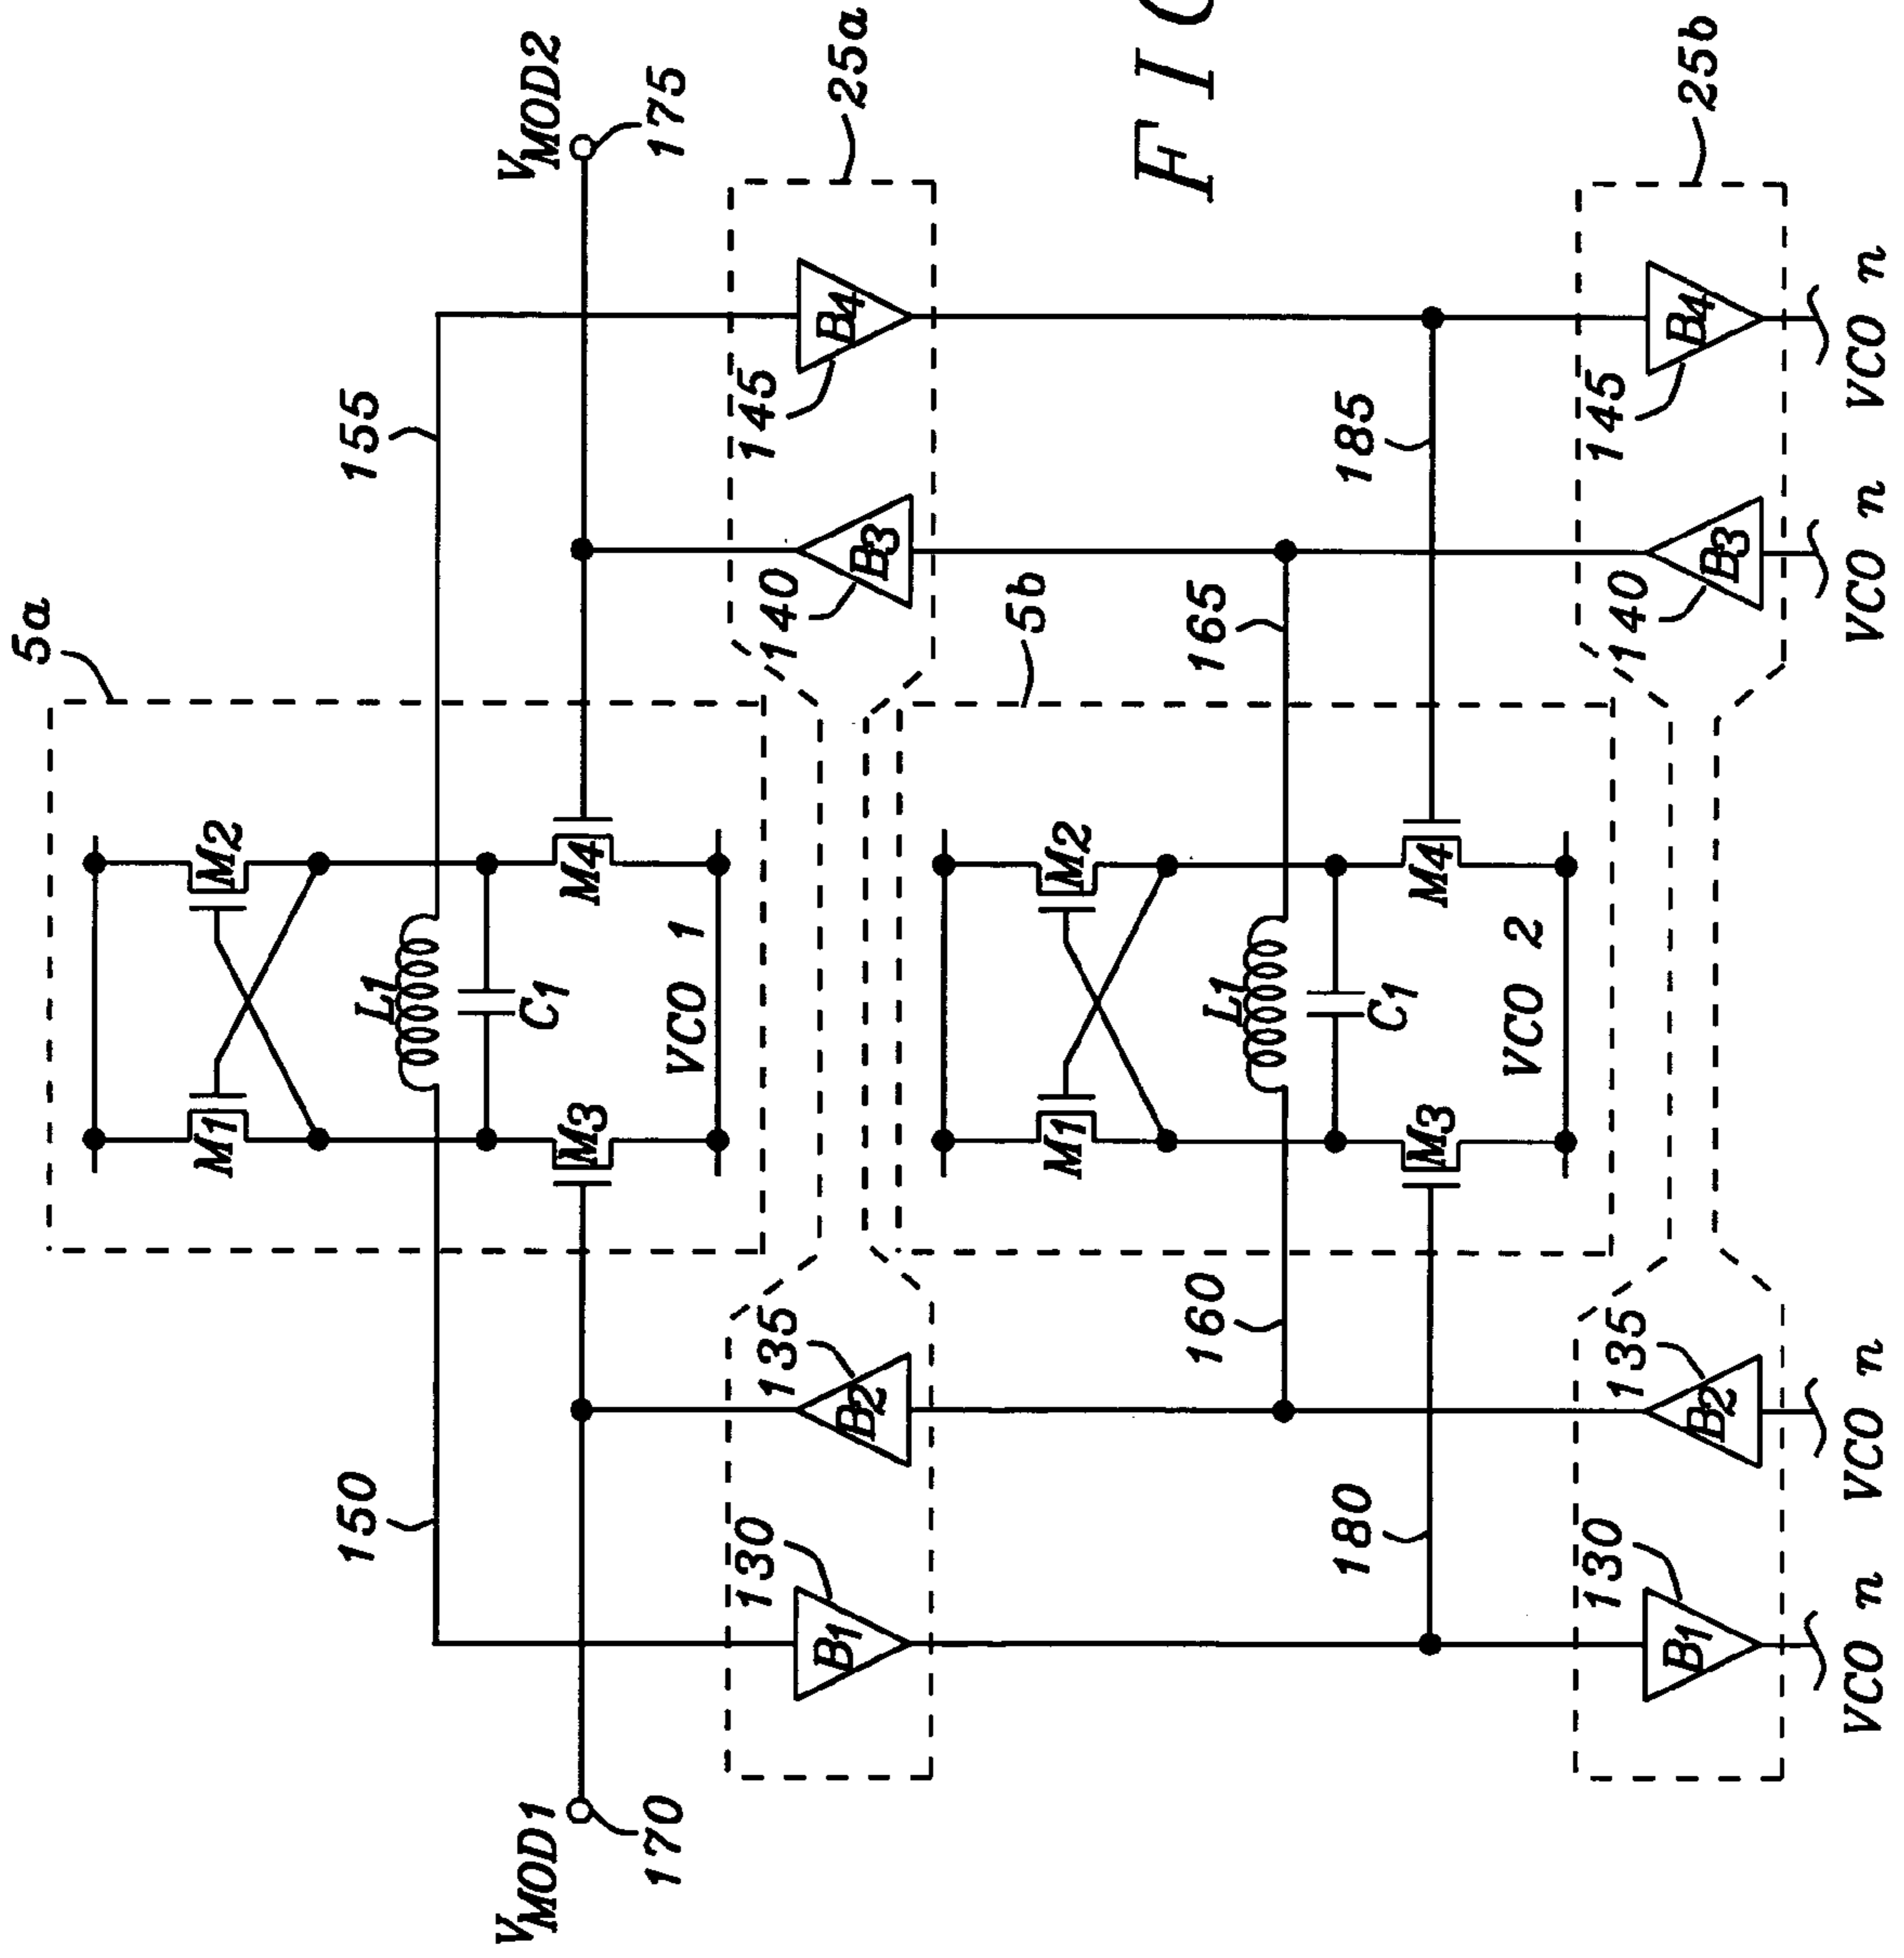 5a
M1 M2
150 L1 155
VMOD1 C1 VMOD2
M3 M4
170 VCO 1 175
130 135 140 145 25a
B1 B2 B3 B4
5b
M1 M2
F I
160 L1 165
180 C1 185
M3 M4
VCO 2
130 135 140 145 25b
B1 B2 B3 B4
VCO n VCO n VCO n VCO n